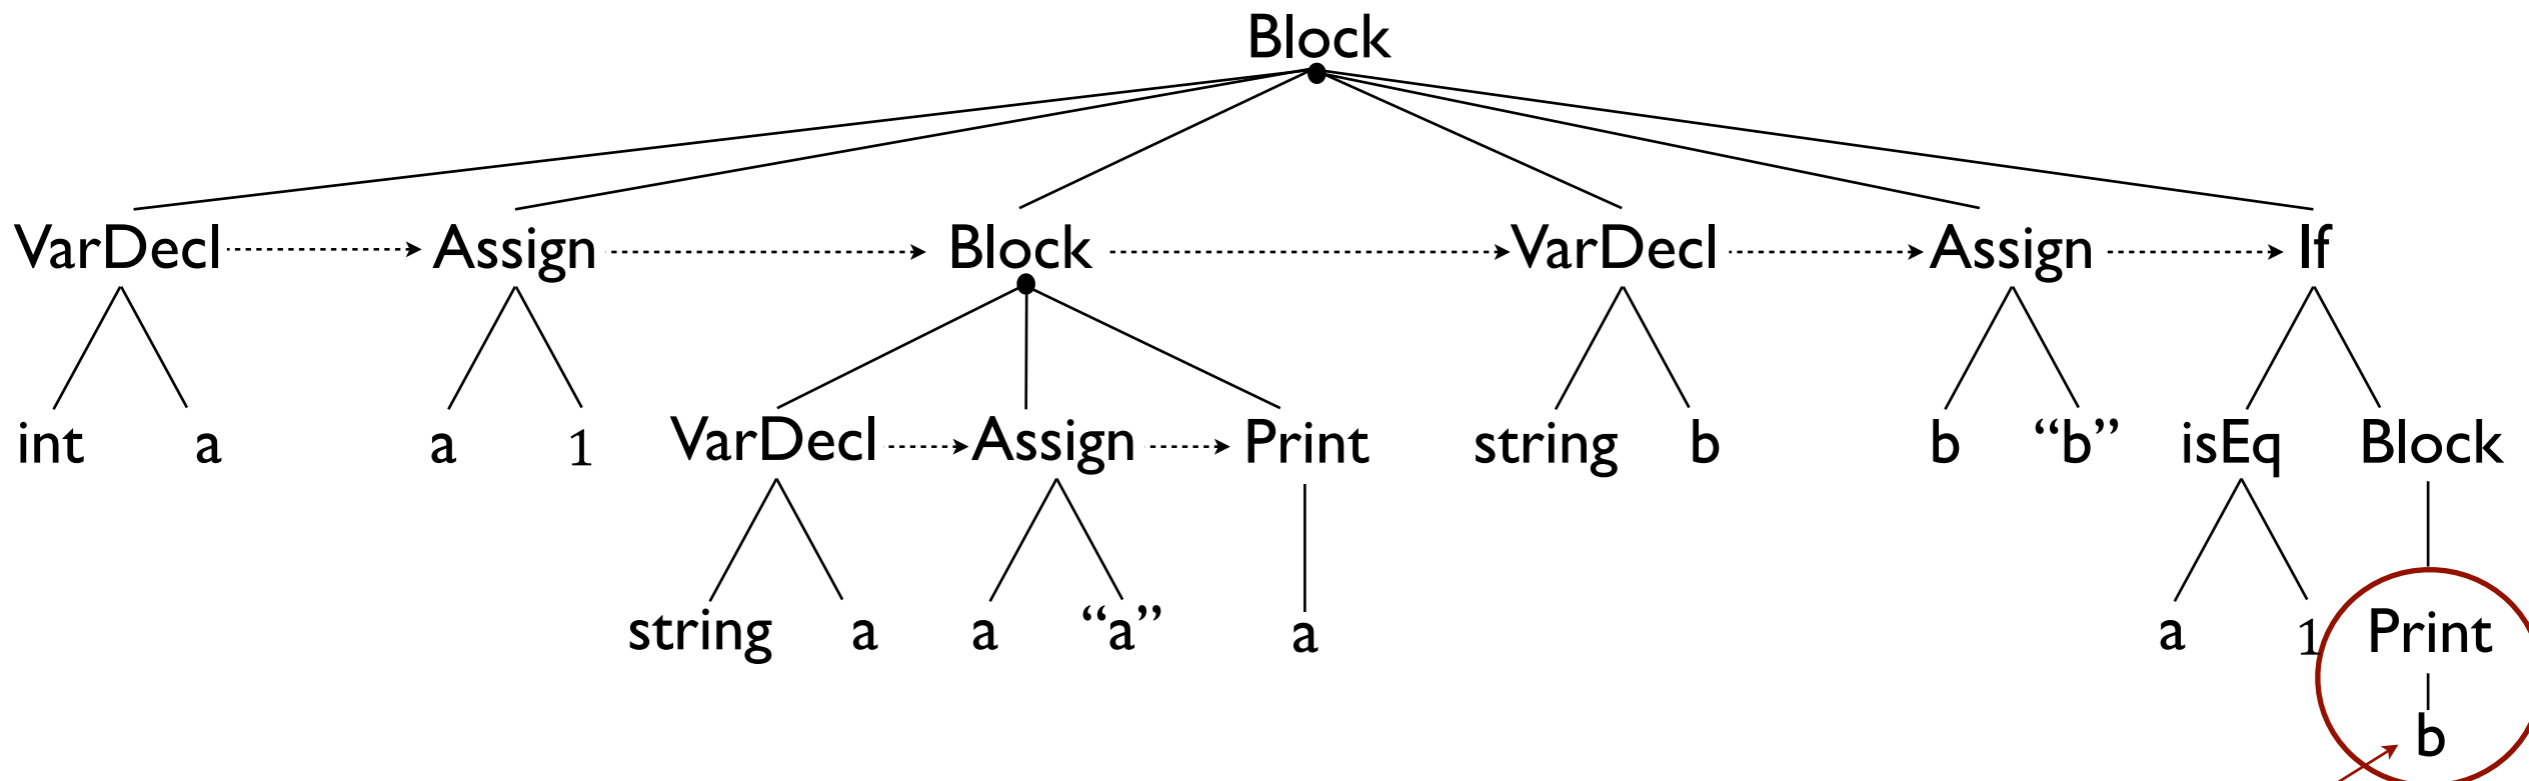 Block
VarDecl Assign Block VarDecl Assign If
int a a 1 VarDecl Assign Print string b b “b” isEq Block
string a a “a” a a 1 Print
b